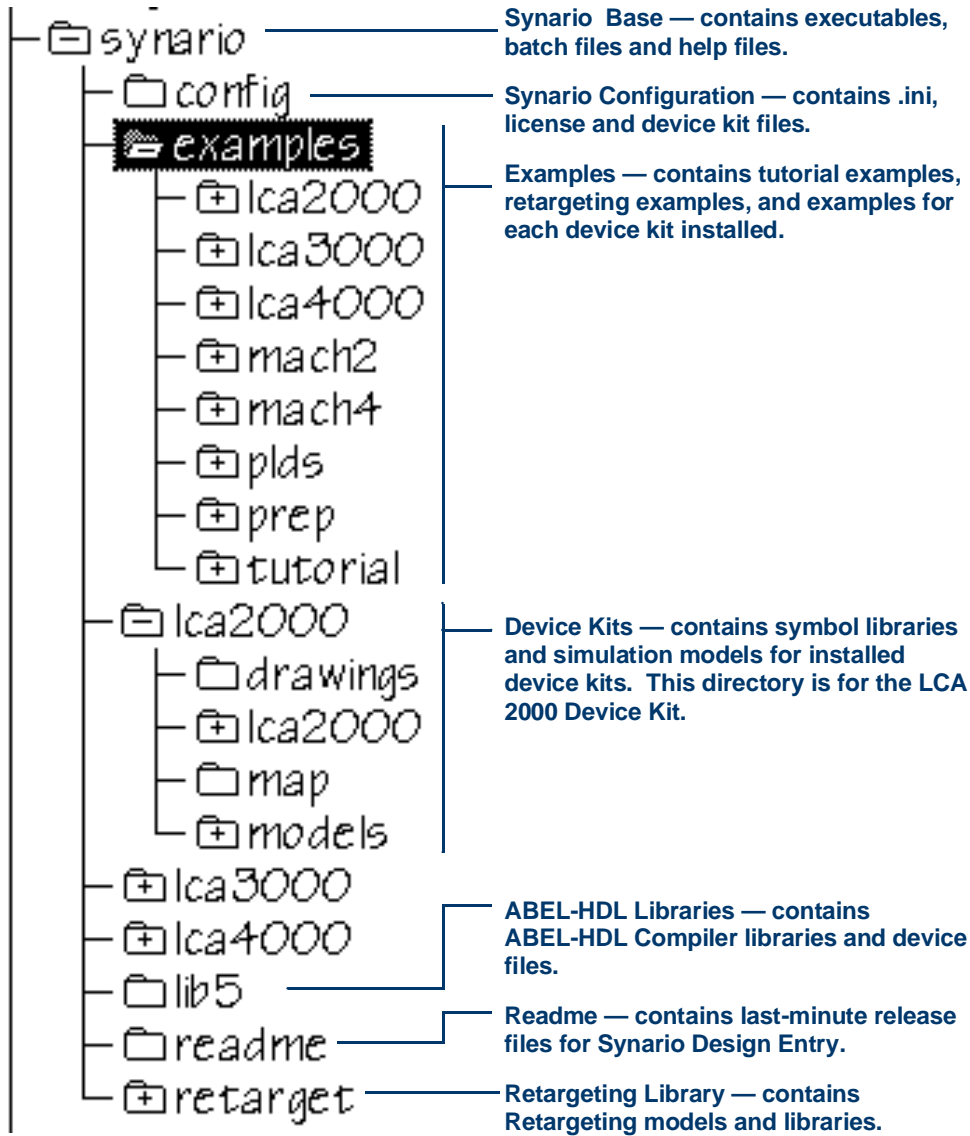 synario
Synario Base — contains executables,
batch files and help files.
config
Synario Configuration — contains .ini,
license and device kit files.
examples
Examples — contains tutorial examples,
retargeting examples, and examples for
each device kit installed.
lca2000
lca3000
lca4000
mach2
mach4
plds
prep
tutorial
lca2000
Device Kits — contains symbol libraries
and simulation models for installed
device kits. This directory is for the LCA
2000 Device Kit.
drawings
lca2000
map
models
lca3000
lca4000
ABEL-HDL Libraries — contains
ABEL-HDL Compiler libraries and device
files.
lib5
readme
Readme — contains last-minute release
files for Synario Design Entry.
retarget
Retargeting Library — contains
Retargeting models and libraries.